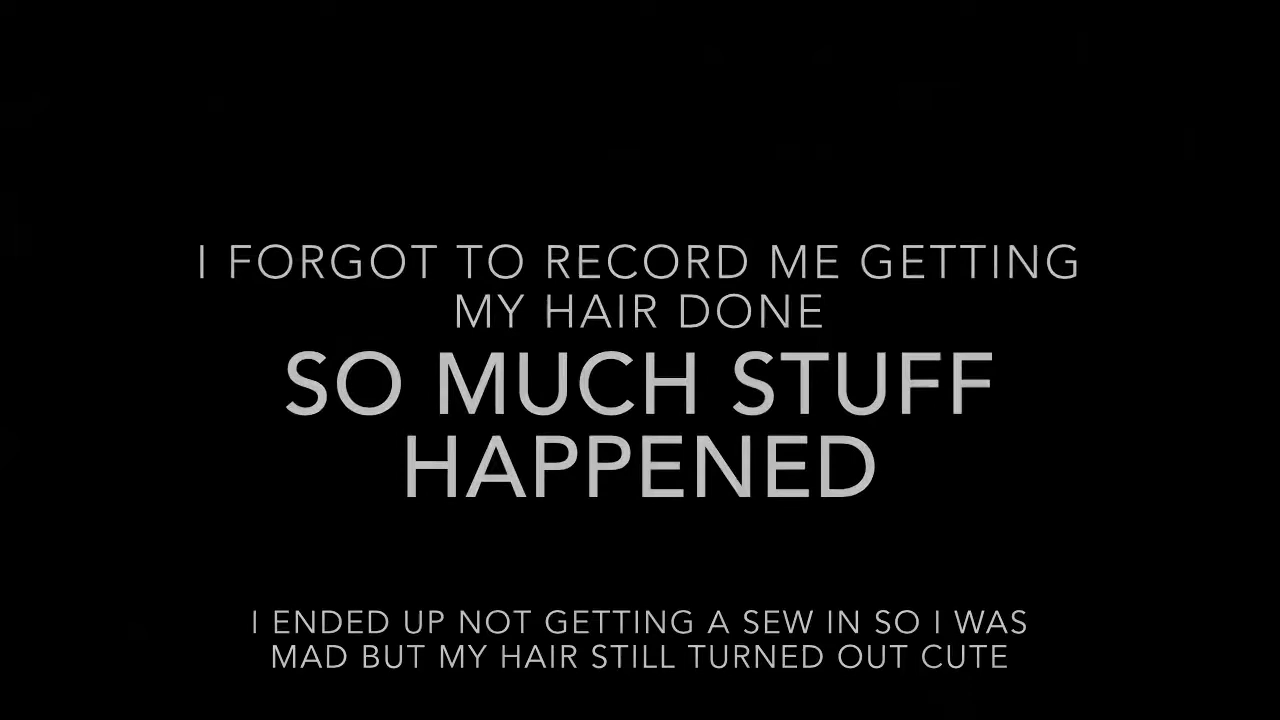 I FORGOT TO RECORD ME GETTING
MY HAIR DONE
SO MUCH STUFF
HAPPENED
I ENDED UP NOT GETTING A SEW IN SO I WAS
MAD BUT MY HAIR STILL TURNED OUT CUTE